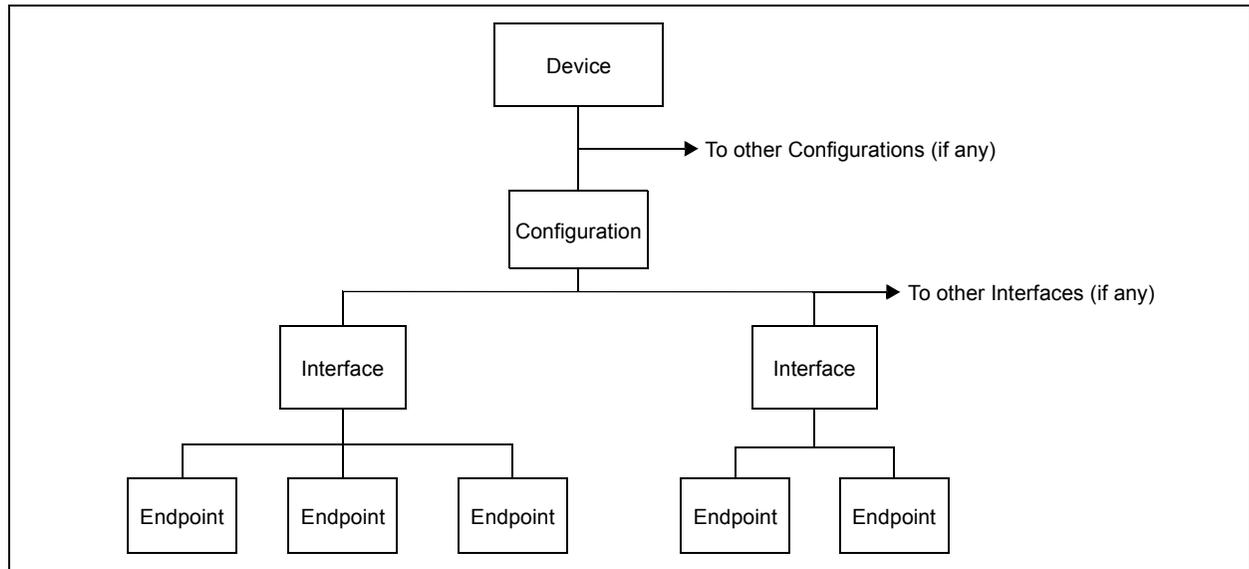 Device
To other Configurations (if any)
Configuration
To other Interfaces (if any)
Interface
Interface
Endpoint
Endpoint
Endpoint
Endpoint
Endpoint